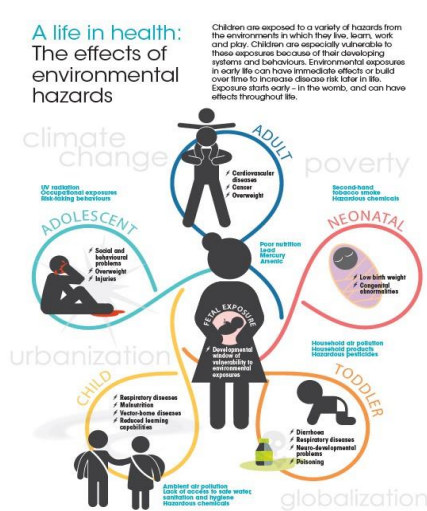 A life in health:
The effects of
environmental
hazards
Children are exposed to a variety of hazards from
the environments in which they live, learn, work
and play. Children are especially vulnerable to
these exposures because of their developing
systems and behaviours. Environmental exposures
in early life can have immediate effects or build
over time to increase disease risk later in life.
Exposure starts early – in the womb, and can have
effects throughout life.
climate
change
poverty
ADULT
Cardiovascular
diseases
Cancer
Overweight
UV radiation
Occupational exposures
Risk-taking behaviours
Second-hand
tobacco smoke
Hazardous chemicals
ADOLESCENT
Social and
behavioural
problems
Overweight
Injuries
NEONATAL
Low birth weight
Congenital
abnormalities
Poor nutrition
Lead
Mercury
Arsenic
FETAL EXPOSURE
Developmental
window of
vulnerability to
environmental
exposures
urbanization
Household air pollution
Household products
Hazardous pesticides
CHILD
Respiratory diseases
Malnutrition
Vector-borne diseases
Reduced learning
capabilities
TODDLER
Diarrhoea
Respiratory diseases
Neuro-developmental
problems
Poisoning
Ambient air pollution
Lack of access to safe water,
sanitation and hygiene
Hazardous chemicals
globalization